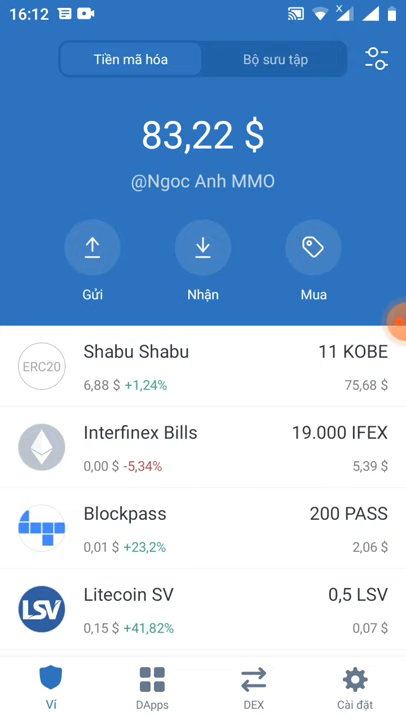 16:12
Tiền mã hóa
Bộ sưu tập
83,22 $
@Ngoc Anh MMO
Gửi
Nhận
Mua
ERC20
Shabu Shabu
11 KOBE
6,88 $ +1,24%
75,68 $
Interfinex Bills
19.000 IFEX
0,00 $ -5,34%
5,39 $
Blockpass
200 PASS
0,01 $ +23,2%
2,06 $
LSV
Litecoin SV
0,5 LSV
0,15 $ +41,82%
0,07 $
Ví
DApps
DEX
Cài đặt